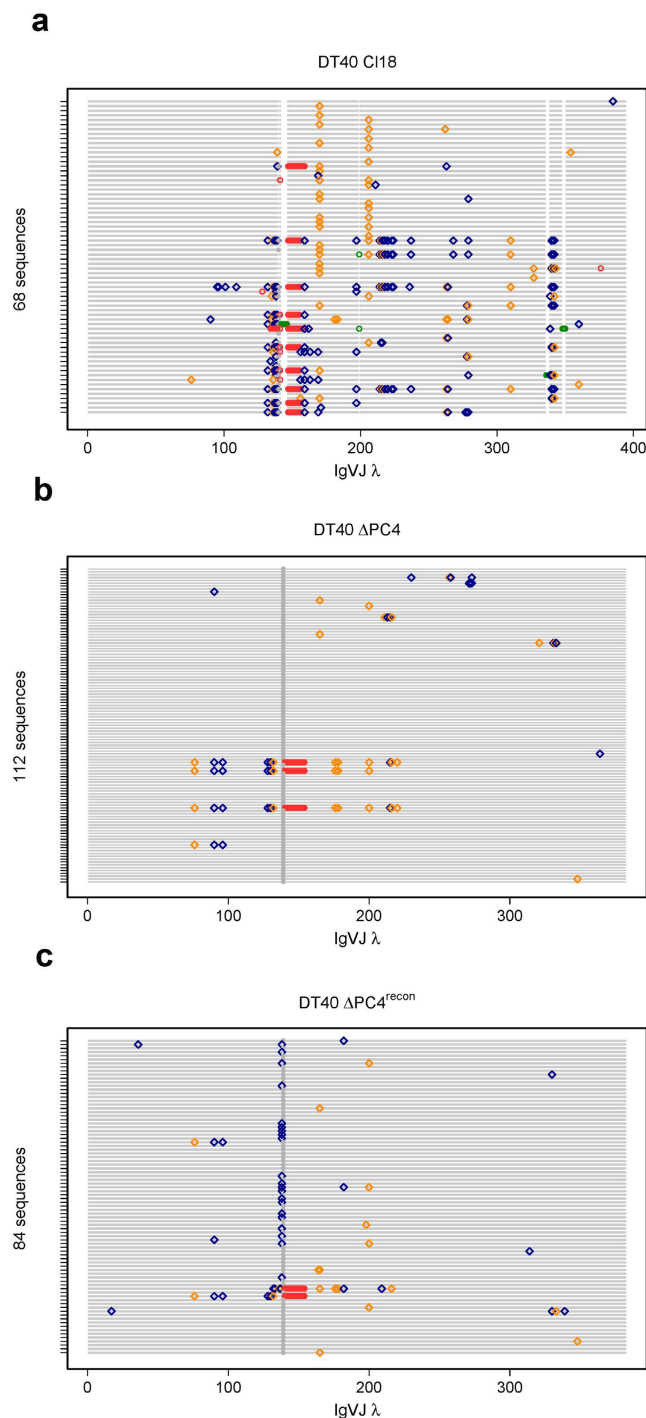 a
DT40 Cl18
68 sequences
0 100 200 300 400
IgVJ λ
b
DT40 ΔPC4
112 sequences
0 100 200 300
IgVJ λ
c
DT40 ΔPC4recon
84 sequences
0 100 200 300
IgVJ λ